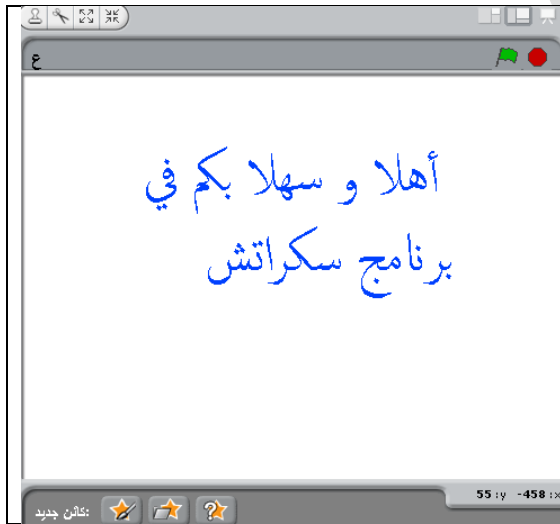 ع
أهلا و سهلا بكم في
برنامج سكراتش
55 :y -458 :x
كائن جديد: